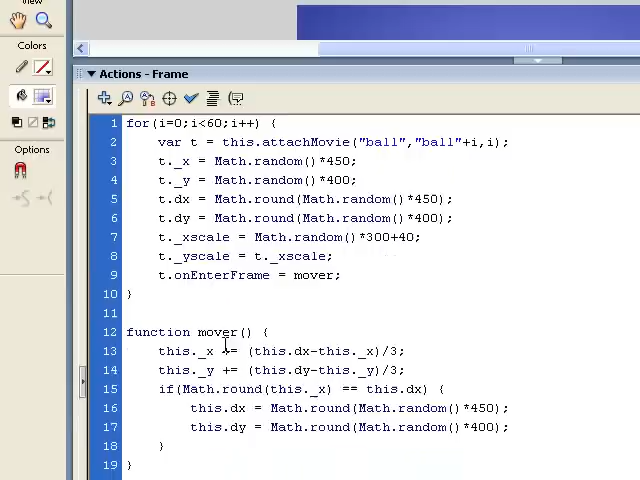 View
Colors
Options
Actions - Frame
1 for(i=0;i<60;i++) {
2 var t = this.attachMovie("ball","ball"+i,i);
3 t._x = Math.random()*450;
4 t._y = Math.random()*400;
5 t.dx = Math.round(Math.random()*450);
6 t.dy = Math.round(Math.random()*400);
7 t._xscale = Math.random()*300+40;
8 t._yscale = t._xscale;
9 t.onEnterFrame = mover;
10 }
11
12 function mover() {
13 this._x += (this.dx-this._x)/3;
14 this._y += (this.dy-this._y)/3;
15 if(Math.round(this._x) == this.dx) {
16 this.dx = Math.round(Math.random()*450);
17 this.dy = Math.round(Math.random()*400);
18 }
19 }